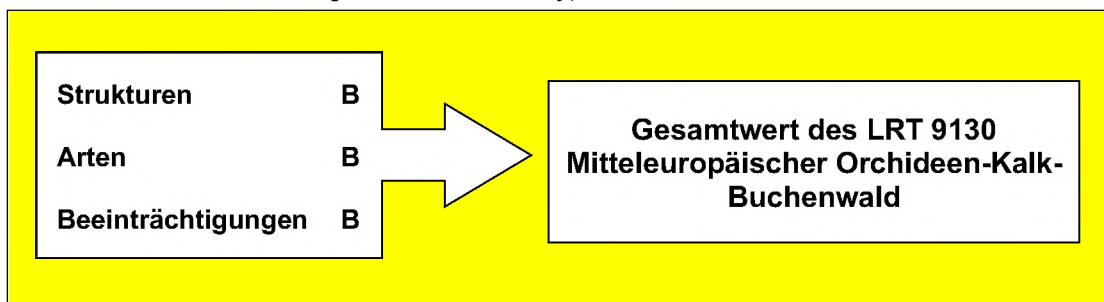 Strukturen B
Arten B
Beeinträchtigungen B
Gesamtwert des LRT 9130
Mitteleuropäischer Orchideen-Kalk-
Buchenwald